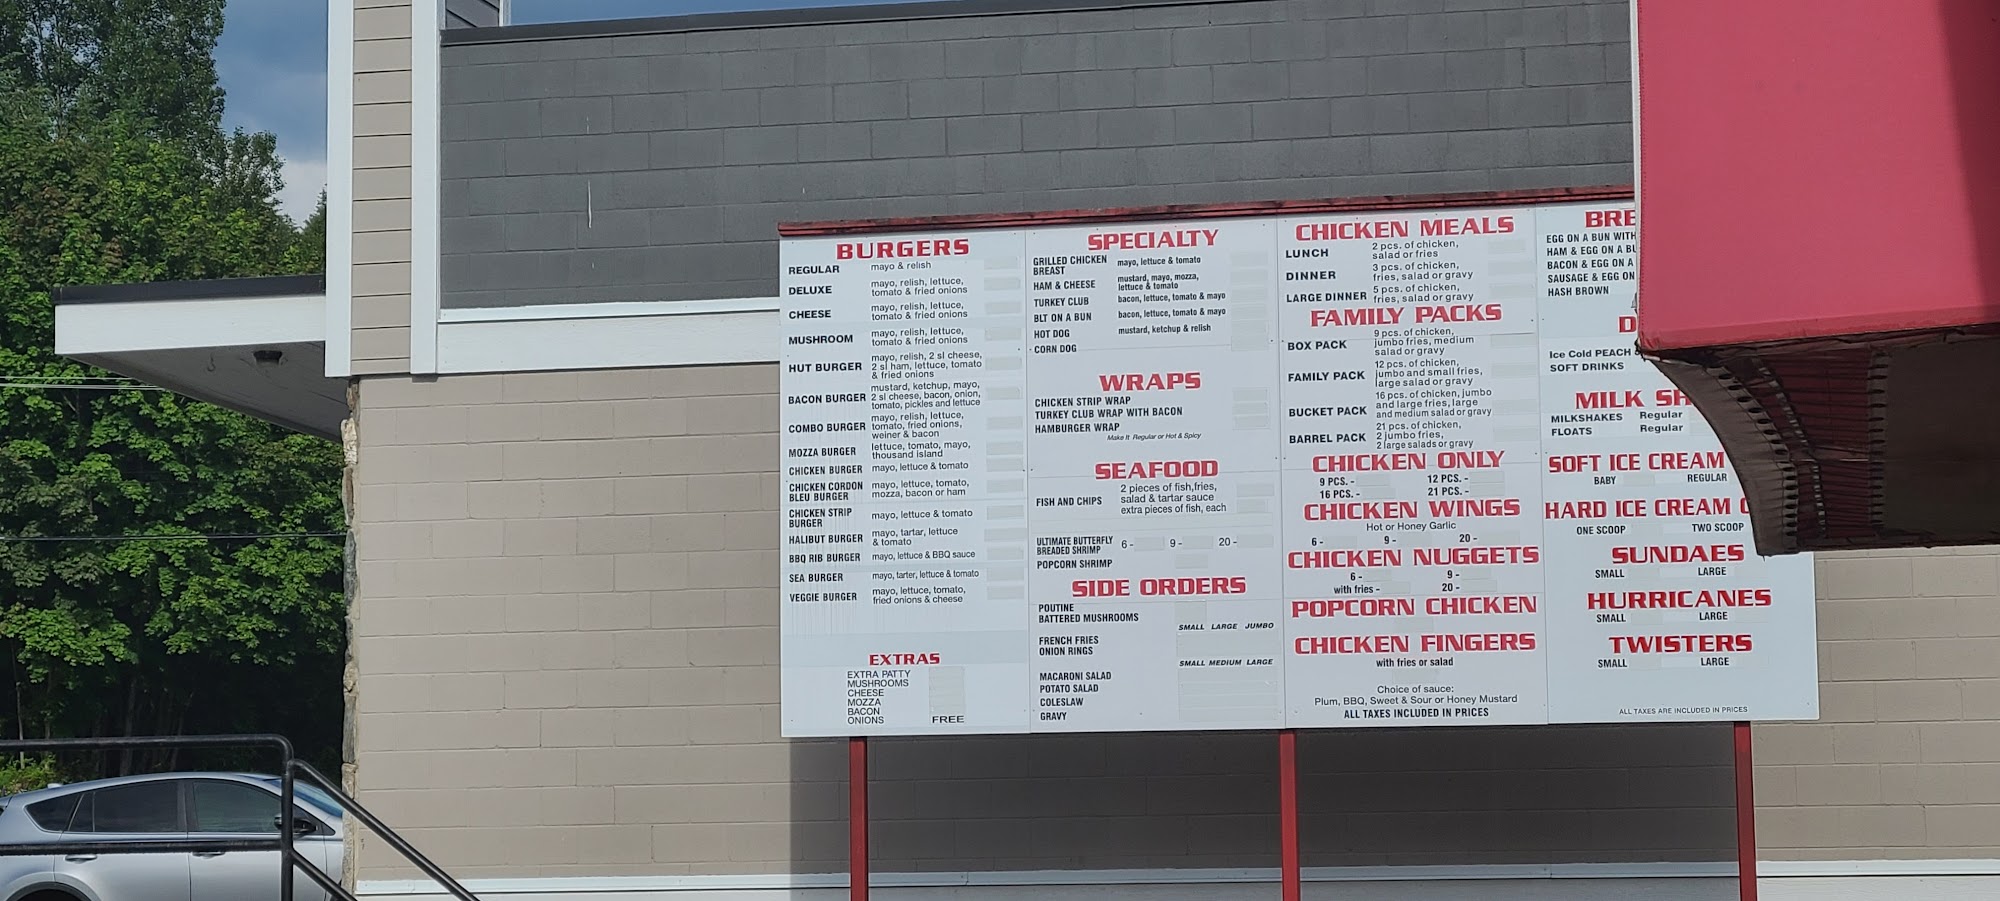 BURGERS
REGULAR mayo & relish
DELUXE mayo, relish, lettuce,
tomato & fried onions
CHEESE mayo, relish, lettuce,
tomato & fried onions
MUSHROOM mayo, relish, lettuce,
tomato & fried onions
HUT BURGER mayo, relish, 2 sl cheese,
2 sl ham, lettuce, tomato
& fried onions
BACON BURGER mustard, ketchup, mayo,
2 sl cheese, bacon, onion,
tomato, pickles and lettuce
COMBO BURGER mayo, relish, lettuce,
tomato, fried onions,
weiner & bacon
MOZZA BURGER lettuce, tomato, mayo,
thousand island
CHICKEN BURGER mayo, lettuce & tomato
CHICKEN CORDON
BLEU BURGER mayo, lettuce, tomato,
mozza, bacon or ham
CHICKEN STRIP
BURGER mayo, lettuce & tomato
HALIBUT BURGER mayo, tartar, lettuce
& tomato
BBQ RIB BURGER mayo, lettuce & BBQ sauce
SEA BURGER mayo, tarter, lettuce & tomato
VEGGIE BURGER mayo, lettuce, tomato,
fried onions & cheese
EXTRAS
EXTRA PATTY
MUSHROOMS
CHEESE
MOZZA
BACON
ONIONS FREE
SPECIALTY
GRILLED CHICKEN
BREAST mayo, lettuce & tomato
HAM & CHEESE mustard, mayo, mozza,
lettuce & tomato
TURKEY CLUB bacon, lettuce, tomato & mayo
BLT ON A BUN bacon, lettuce, tomato & mayo
HOT DOG mustard, ketchup & relish
CORN DOG
WRAPS
CHICKEN STRIP WRAP
TURKEY CLUB WRAP WITH BACON
HAMBURGER WRAP
Make It Regular or Hot & Spicy
SEAFOOD
FISH AND CHIPS 2 pieces of fish,fries,
salad & tartar sauce
extra pieces of fish, each
ULTIMATE BUTTERFLY
BREADED SHRIMP 6 - 9 - 20 -
POPCORN SHRIMP
SIDE ORDERS
POUTINE
BATTERED MUSHROOMS
SMALL LARGE JUMBO
FRENCH FRIES
ONION RINGS
SMALL MEDIUM LARGE
MACARONI SALAD
POTATO SALAD
COLESLAW
GRAVY
CHICKEN MEALS
LUNCH 2 pcs. of chicken,
salad or fries
DINNER 3 pcs. of chicken,
fries, salad or gravy
LARGE DINNER 5 pcs. of chicken,
fries, salad or gravy
FAMILY PACKS
BOX PACK 9 pcs. of chicken,
jumbo fries, medium
salad or gravy
FAMILY PACK 12 pcs. of chicken,
jumbo and small fries,
large salad or gravy
BUCKET PACK 16 pcs. of chicken, jumbo
and large fries, large
and medium salad or gravy
BARREL PACK 21 pcs. of chicken,
2 jumbo fries,
2 large salads or gravy
CHICKEN ONLY
9 PCS. - 12 PCS. -
16 PCS. - 21 PCS. -
CHICKEN WINGS
Hot or Honey Garlic
6 - 9 - 20 -
CHICKEN NUGGETS
6 - 9 -
with fries - 20 -
POPCORN CHICKEN
CHICKEN FINGERS
with fries or salad
Choice of sauce:
Plum, BBQ, Sweet & Sour or Honey Mustard
ALL TAXES INCLUDED IN PRICES
BRE
EGG ON A BUN WITH
HAM & EGG ON A BU
BACON & EGG ON A
SAUSAGE & EGG ON
HASH BROWN
D
Ice Cold PEACH
SOFT DRINKS
MILK SH
MILKSHAKES Regular
FLOATS Regular
SOFT ICE CREAM
BABY REGULAR
HARD ICE CREAM
ONE SCOOP TWO SCOOP
SUNDAES
SMALL LARGE
HURRICANES
SMALL LARGE
TWISTERS
SMALL LARGE
ALL TAXES ARE INCLUDED IN PRICES